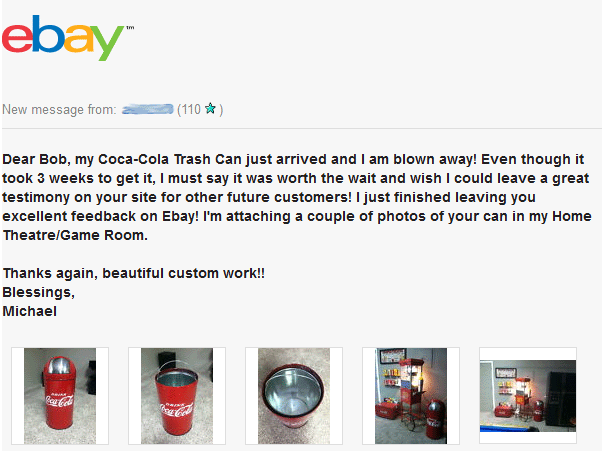 ebay™
New message from: (110 )
Dear Bob, my Coca-Cola Trash Can just arrived and I am blown away! Even though it
took 3 weeks to get it, I must say it was worth the wait and wish I could leave a great
testimony on your site for other future customers! I just finished leaving you
excellent feedback on Ebay! I'm attaching a couple of photos of your can in my Home
Theatre/Game Room.
Thanks again, beautiful custom work!!
Blessings,
Michael
DRINK
Coca-Cola
DRINK
Coca-Cola